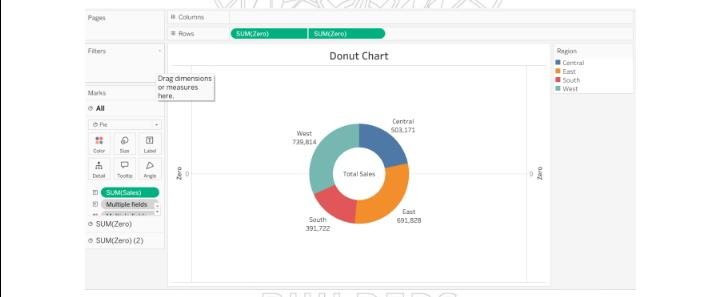 Pages
Columns
Rows
SUM(Zero) SUM(Zero)
Filters
Drag dimensions
or measures
here.
Marks
All
Pie
Color Size Label
Detail Tooltip Angle
SUM(Sales)
Multiple fields
SUM(Zero)
SUM(Zero) (2)
Donut Chart
Central
503,171
West
739,814
Total Sales
East
691,828
South
391,722
Zero
0
0
Zero
Region
Central
East
South
West